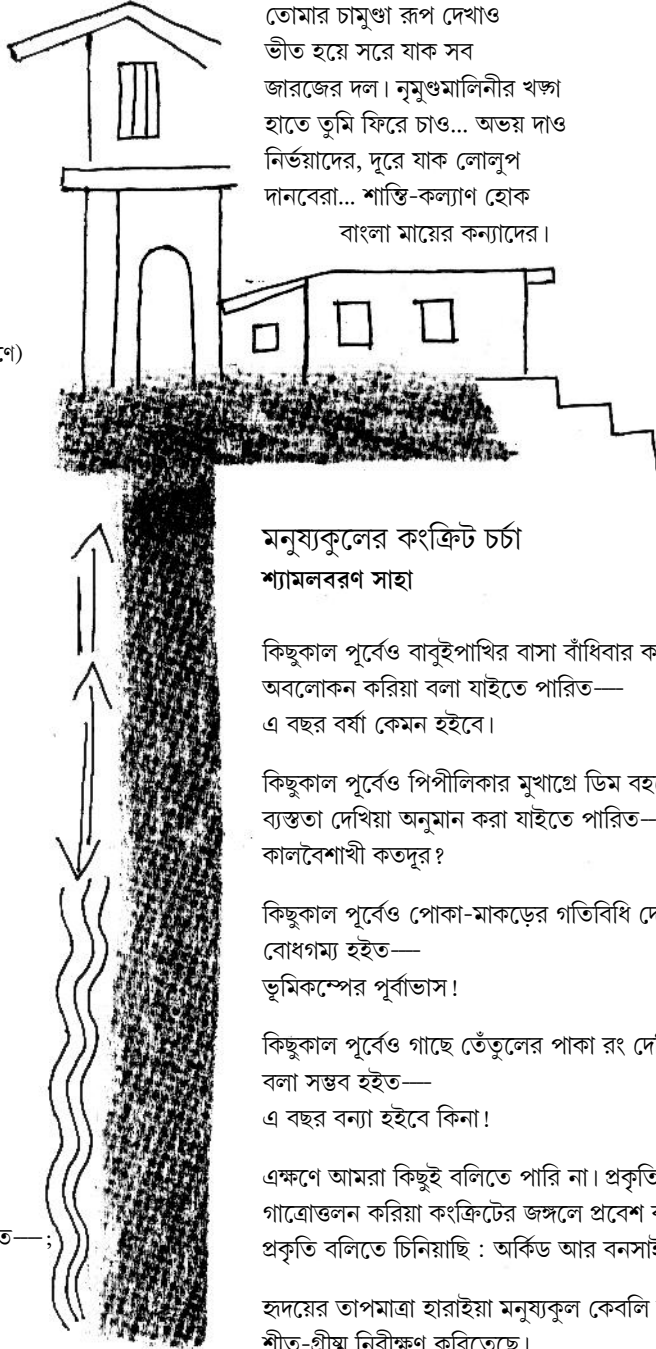 তোমার চামুণ্ডা রূপ দেখাও
ভীত হয়ে সরে যাক সব
জারজের দল। নৃমুণ্ডমালিনীর খড়্গ
হাতে তুমি ফিরে চাও... অভয় দাও
নির্ভয়াদের, দূরে যাক লোলুপ
দানবেরা... শান্তি-কল্যাণ হোক
বাংলা মায়ের কন্যাদের।
মনুষ্যকুলের কংক্রিট চর্চা
শ্যামলবরণ সাহা
কিছুকাল পূর্বেও বাবুইপাখির বাসা বাঁধিবার
অবলোকন করিয়া বলা যাইতে পারিত—
এ বছর বর্ষা কেমন হইবে।
কিছুকাল পূর্বেও পিপীলিকার মুখাগ্রে ডিম
ব্যস্ততা দেখিয়া অনুমান করা যাইতে পারিত—
কালবৈশাখী কতদূর?
কিছুকাল পূর্বেও পোকা-মাকড়ের গতিবিধি
বোধগম্য হইত—
ভূমিকম্পের পূর্বাভাস!
কিছুকাল পূর্বেও গাছে তেঁতুলের পাকা রং
বলা সম্ভব হইত—
এ বছর বন্যা হইবে কিনা!
এক্ষণে আমরা কিছুই বলিতে পারি না।
গাত্রোত্তলন করিয়া কংক্রিটের জঙ্গলে প্রবেশ
প্রকৃতি বলিতে চিনিয়াছি : অর্কিড আর
হৃদয়ের তাপমাত্রা হারাইয়া মনুষ্যকুল কেবলি
শীত-গ্রীষ্ম নিরীক্ষণ করিতেছে।